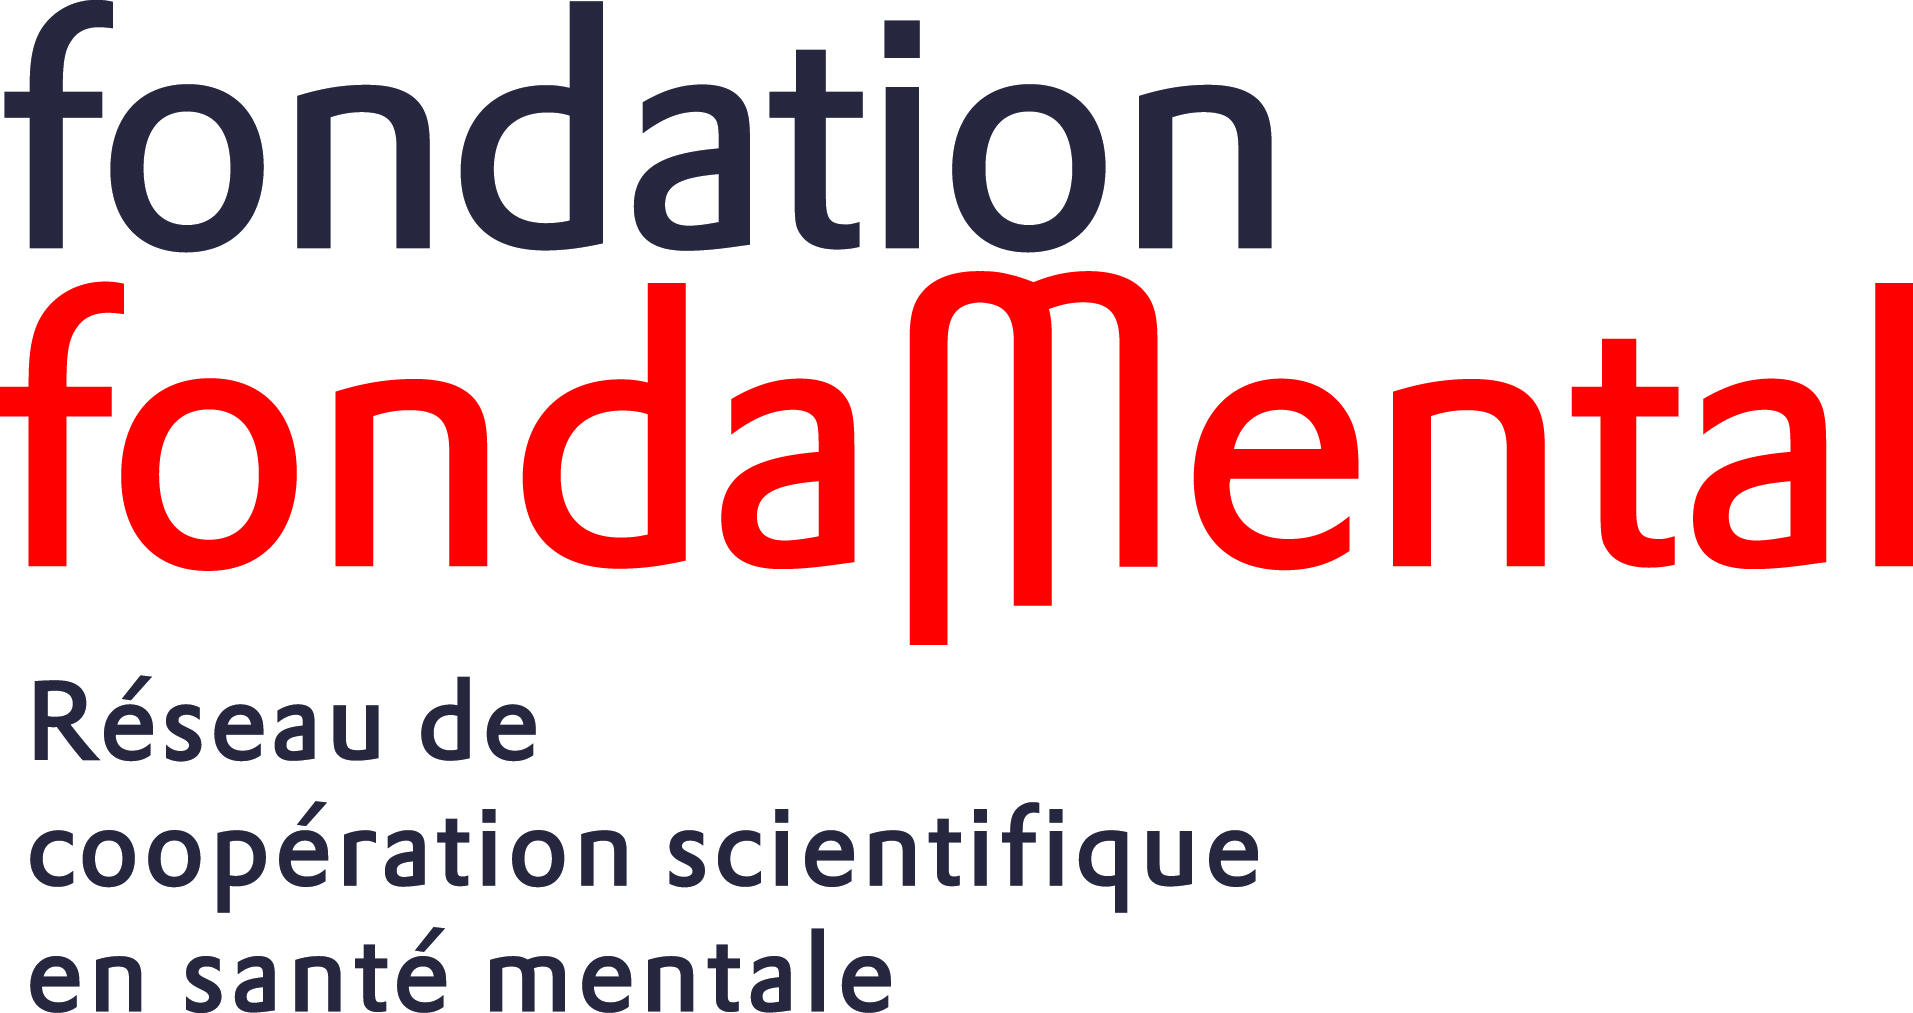 fondation
fondaMental
Réseau de
coopération scientifique
en santé mentale